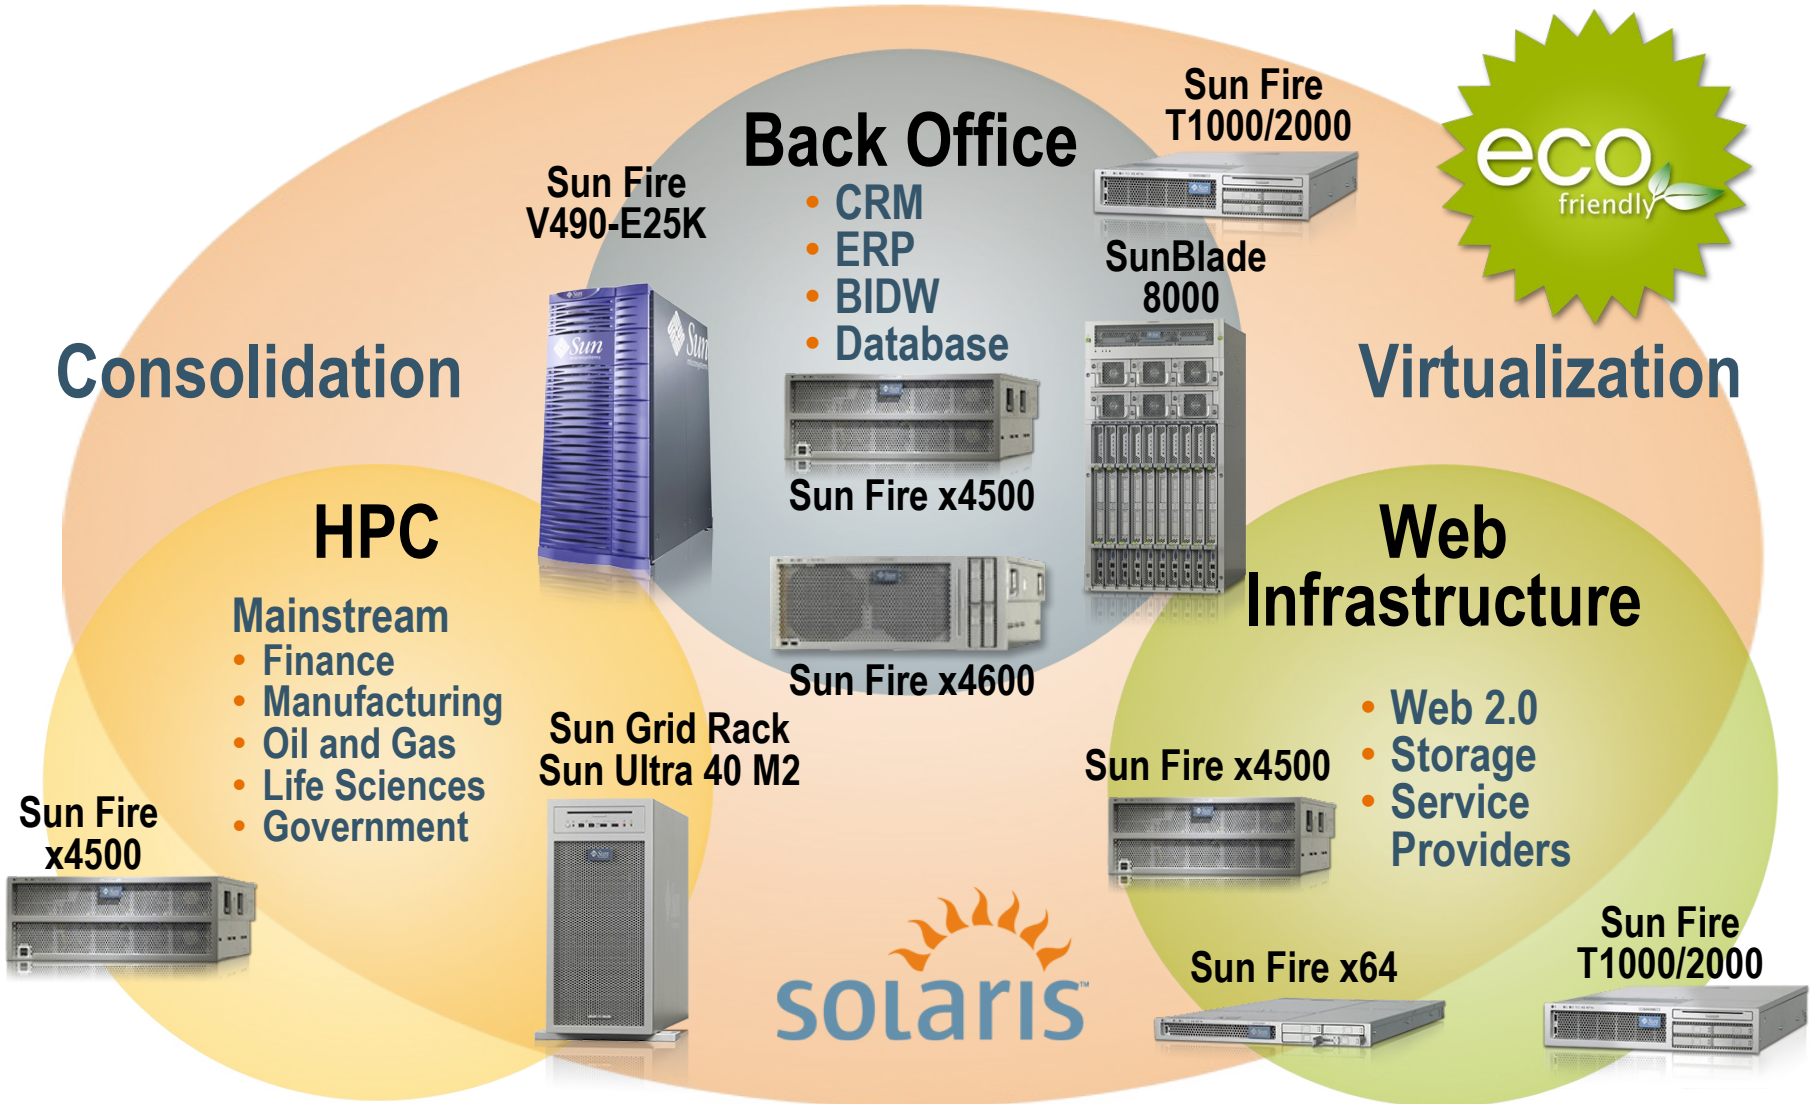 Sun Fire
T1000/2000
eco
friendly
Back Office
• CRM
• ERP
• BIDW
• Database
Sun Fire
V490-E25K
SunBlade
8000
Sun
Sun
Consolidation
Virtualization
Sun Fire x4500
HPC
Mainstream
• Finance
• Manufacturing
• Oil and Gas
• Life Sciences
• Government
Web
Infrastructure
• Web 2.0
• Storage
• Service
Providers
Sun Fire x4600
Sun Grid Rack
Sun Ultra 40 M2
Sun Fire x4500
Sun Fire
x4500
solaris™
Sun Fire x64
Sun Fire
T1000/2000